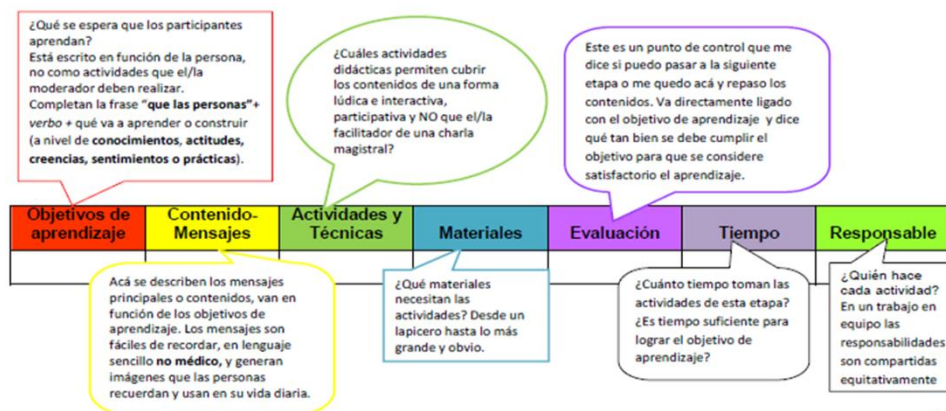 ¿Qué se espera que los participantes
aprendan?
Está escrito en función de la persona,
no como actividades que el/la
moderador deben realizar.
Completan la frase "que las personas"+
verbo + qué va a aprender o construir
(a nivel de conocimientos, actitudes,
creencias, sentimientos o prácticas).
¿Cuáles actividades
didácticas permiten cubrir
los contenidos de una forma
lúdica e interactiva,
participativa y NO que el/la
facilitador de una charla
magistral?
Este es un punto de control que me
dice si puedo pasar a la siguiente
etapa o me quedo acá y repaso los
contenidos. Va directamente ligado
con el objetivo de aprendizaje y dice
qué tan bien se debe cumplir el
objetivo para que se considere
satisfactorio el aprendizaje.
Objetivos de
aprendizaje
Contenido-
Mensajes
Actividades y
Técnicas
Materiales
Evaluación
Tiempo
Responsable
Acá se describen los mensajes
principales o contenidos, van en
función de los objetivos de
aprendizaje. Los mensajes son
fáciles de recordar, en lenguaje
sencillo no médico, y generan
imágenes que las personas
recuerdan y usan en su vida diaria.
¿Qué materiales
necesitan las
actividades? Desde un
lapicero hasta lo más
grande y obvio.
¿Cuánto tiempo toman las
actividades de esta etapa?
¿Es tiempo suficiente para
lograr el objetivo de
aprendizaje?
¿Quién hace
cada actividad?
En un trabajo en
equipo las
responsabilidades
son compartidas
equitativamente